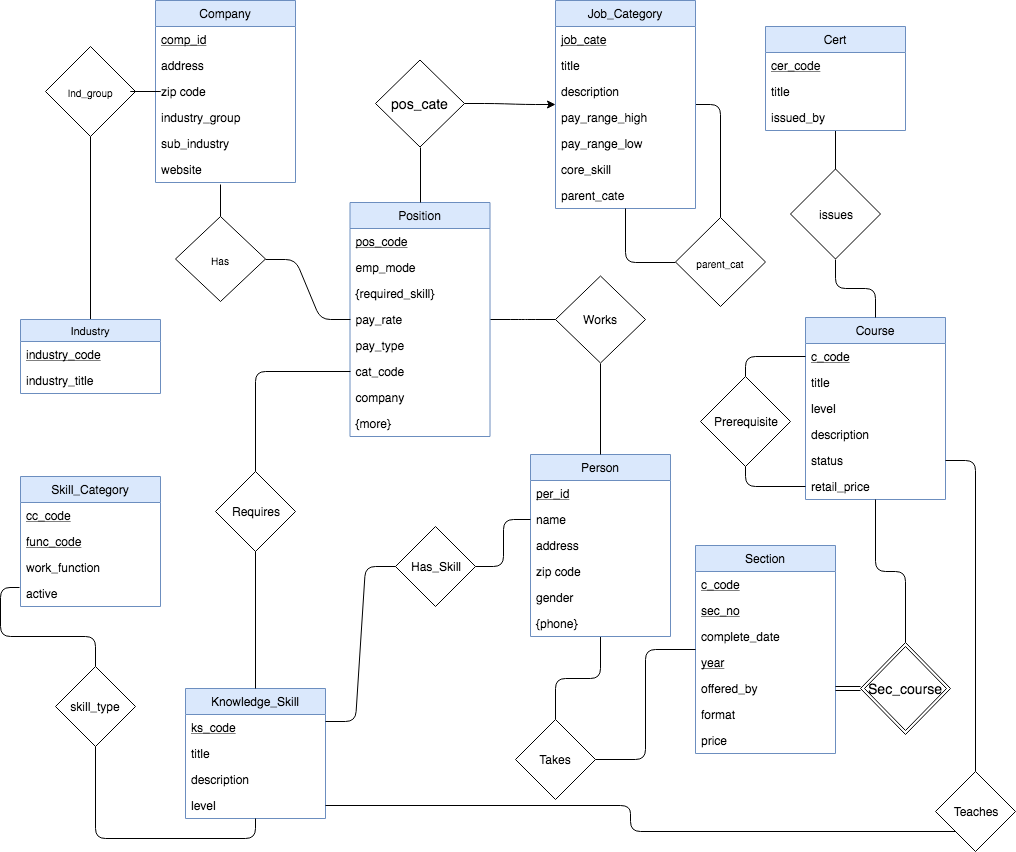 Company
comp_id
address
zip code
industry_group
sub_industry
website
Ind_group
Has
Industry
industry_code
industry_title
pos_cate
Job_Category
job_cate
title
description
pay_range_high
pay_range_low
core_skill
parent_cate
parent_cat
Cert
cer_code
title
issued_by
issues
Position
pos_code
emp_mode
{required_skill}
pay_rate
pay_type
cat_code
company
{more}
Works
Course
c_code
title
level
description
status
retail_price
Prerequisite
Skill_Category
cc_code
func_code
work_function
active
Requires
Has_Skill
Person
per_id
name
address
zip code
gender
{phone}
Section
c_code
sec_no
complete_date
year
offered_by
format
price
Sec_course
skill_type
Knowledge_Skill
ks_code
title
description
level
Takes
Teaches